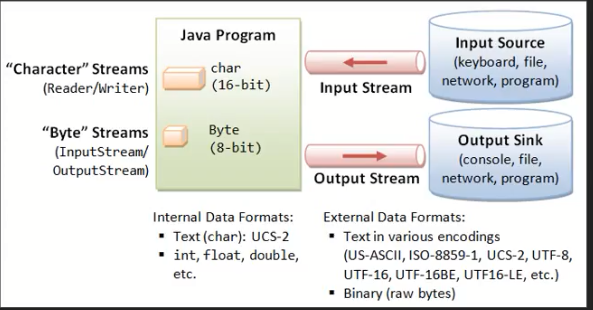 Java Program
“Character” Streams
(Reader/Writer)
char
(16-bit)
“Byte” Streams
(InputStream/
OutputStream)
Byte
(8-bit)
Input Stream
Input Source
(keyboard, file,
network, program)
Output Stream
Output Sink
(console, file,
network, program)
Internal Data Formats:
▪ Text (char): UCS-2
▪ int, float, double,
etc.
External Data Formats:
▪ Text in various encodings
(US-ASCII, ISO-8859-1, UCS-2, UTF-8,
UTF-16, UTF-16BE, UTF16-LE, etc.)
▪ Binary (raw bytes)